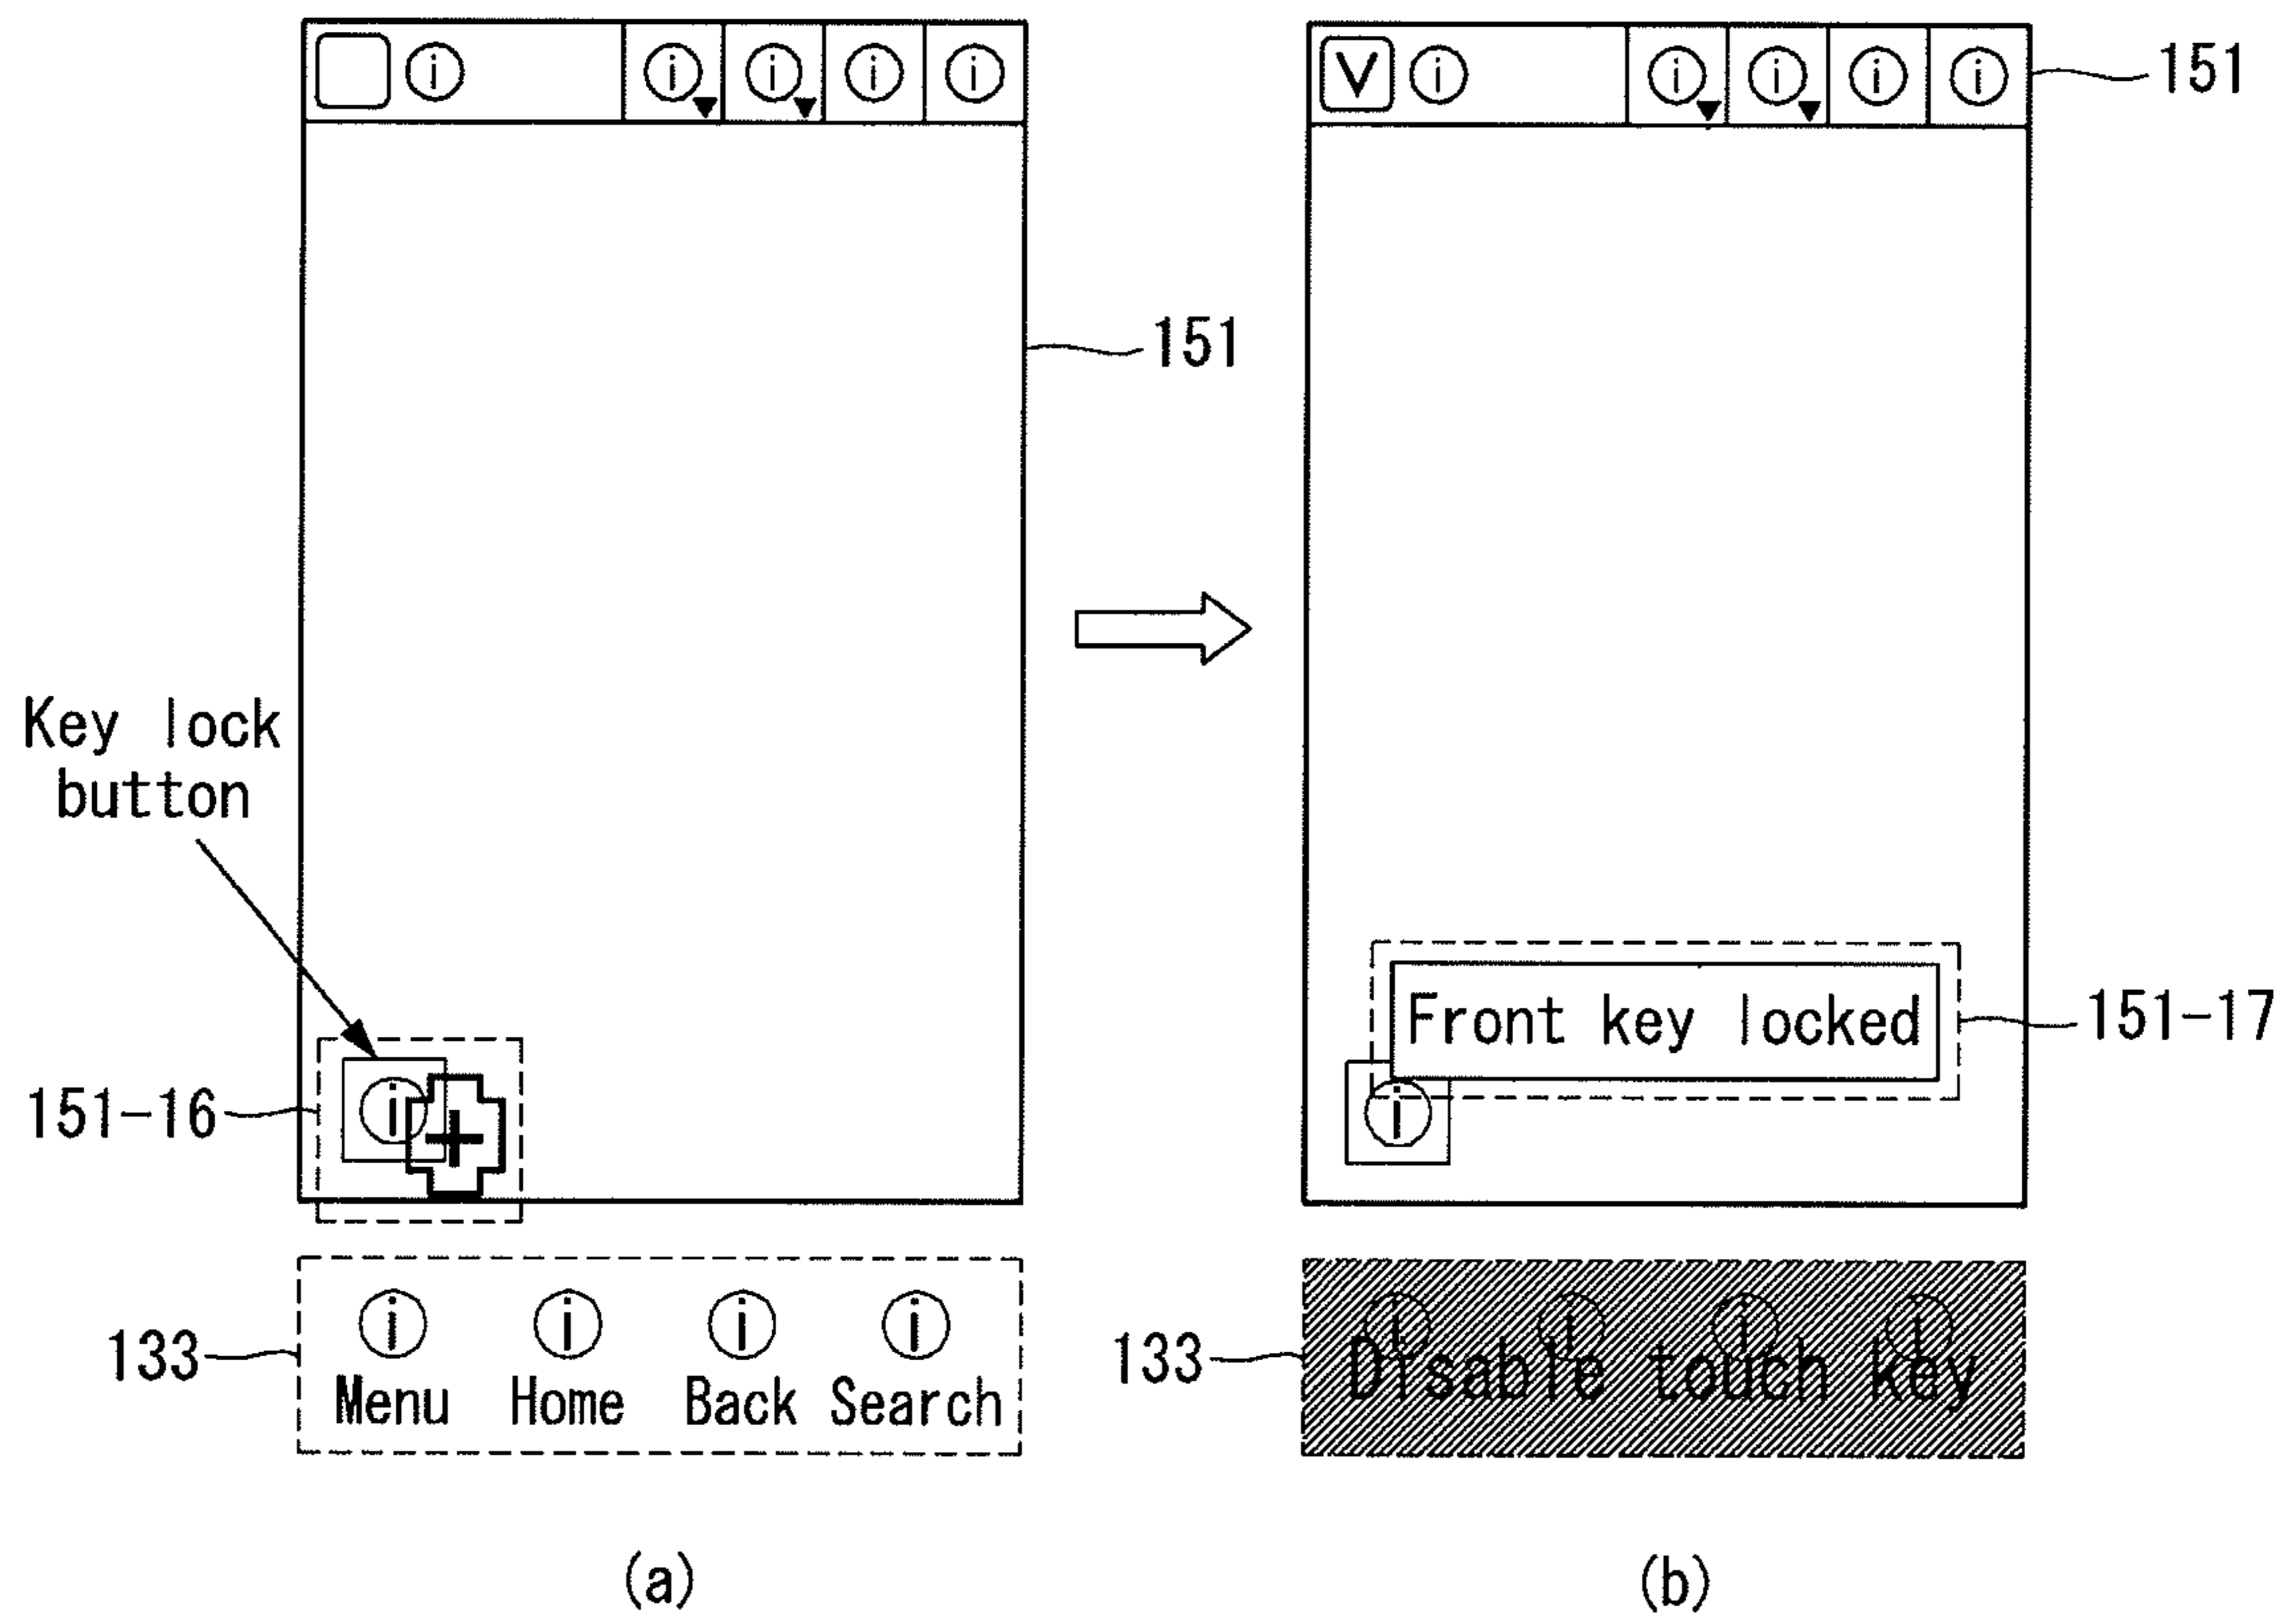 i i i i i
V i i i i i
151
151
Key lock
button
Front key locked
151-17
151-16
i
+
i
i i i i
Menu Home Back Search
133
i i i i
Disable touch key
133
(a)
(b)